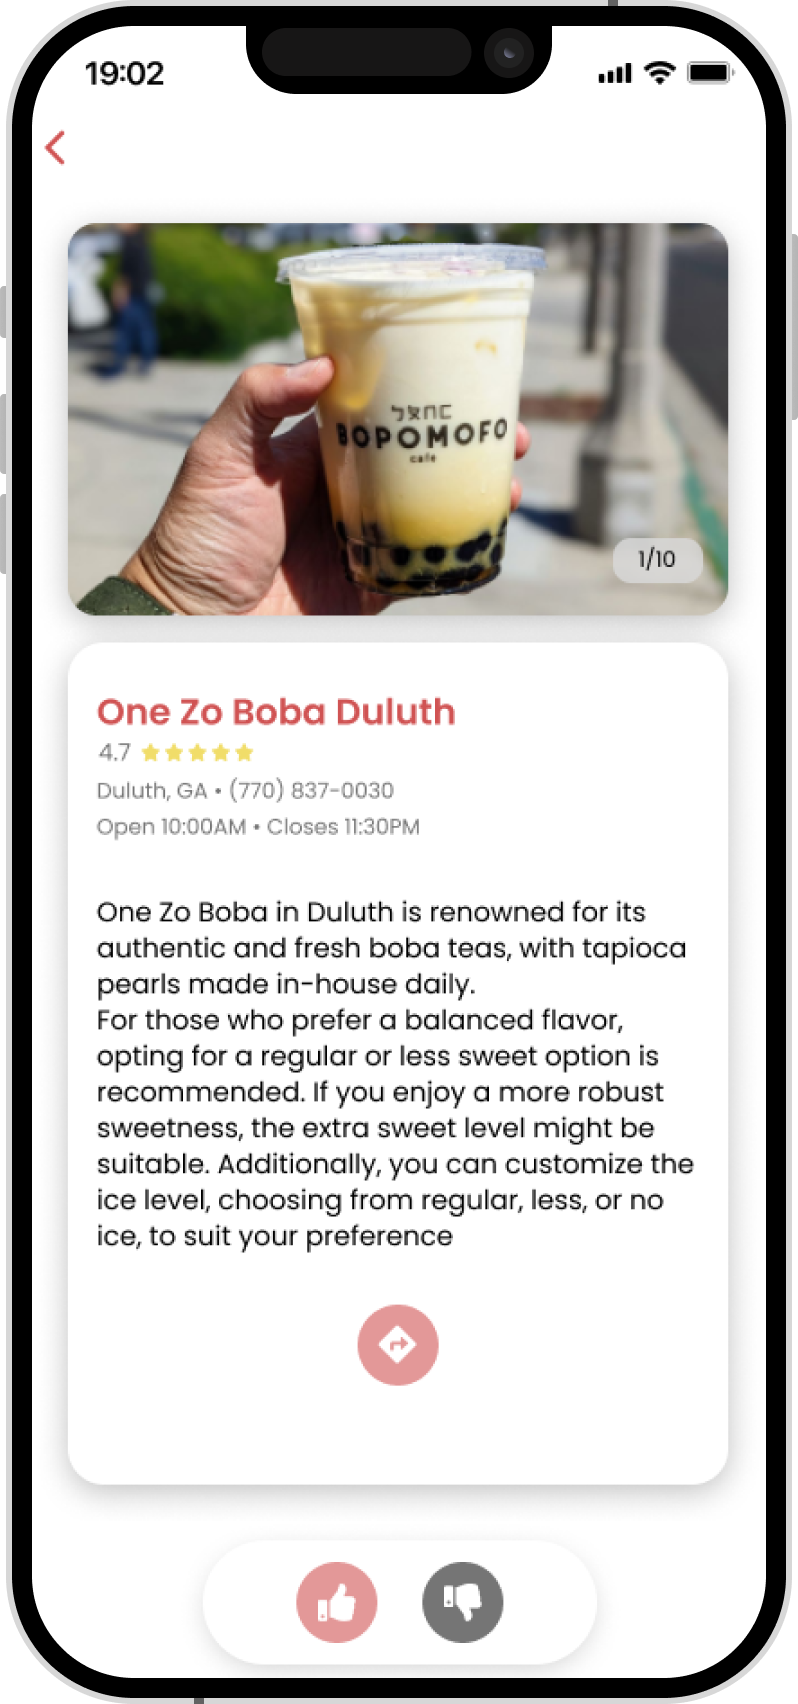 19:02
ㄅㄆㄇㄈ
BOPOMOFO
cafe
1/10
One Zo Boba Duluth
4.7
Duluth, GA • (770) 837-0030
Open 10:00AM • Closes 11:30PM
One Zo Boba in Duluth is renowned for its
authentic and fresh boba teas, with tapioca
pearls made in-house daily.
For those who prefer a balanced flavor,
opting for a regular or less sweet option is
recommended. If you enjoy a more robust
sweetness, the extra sweet level might be
suitable. Additionally, you can customize the
ice level, choosing from regular, less, or no
ice, to suit your preference